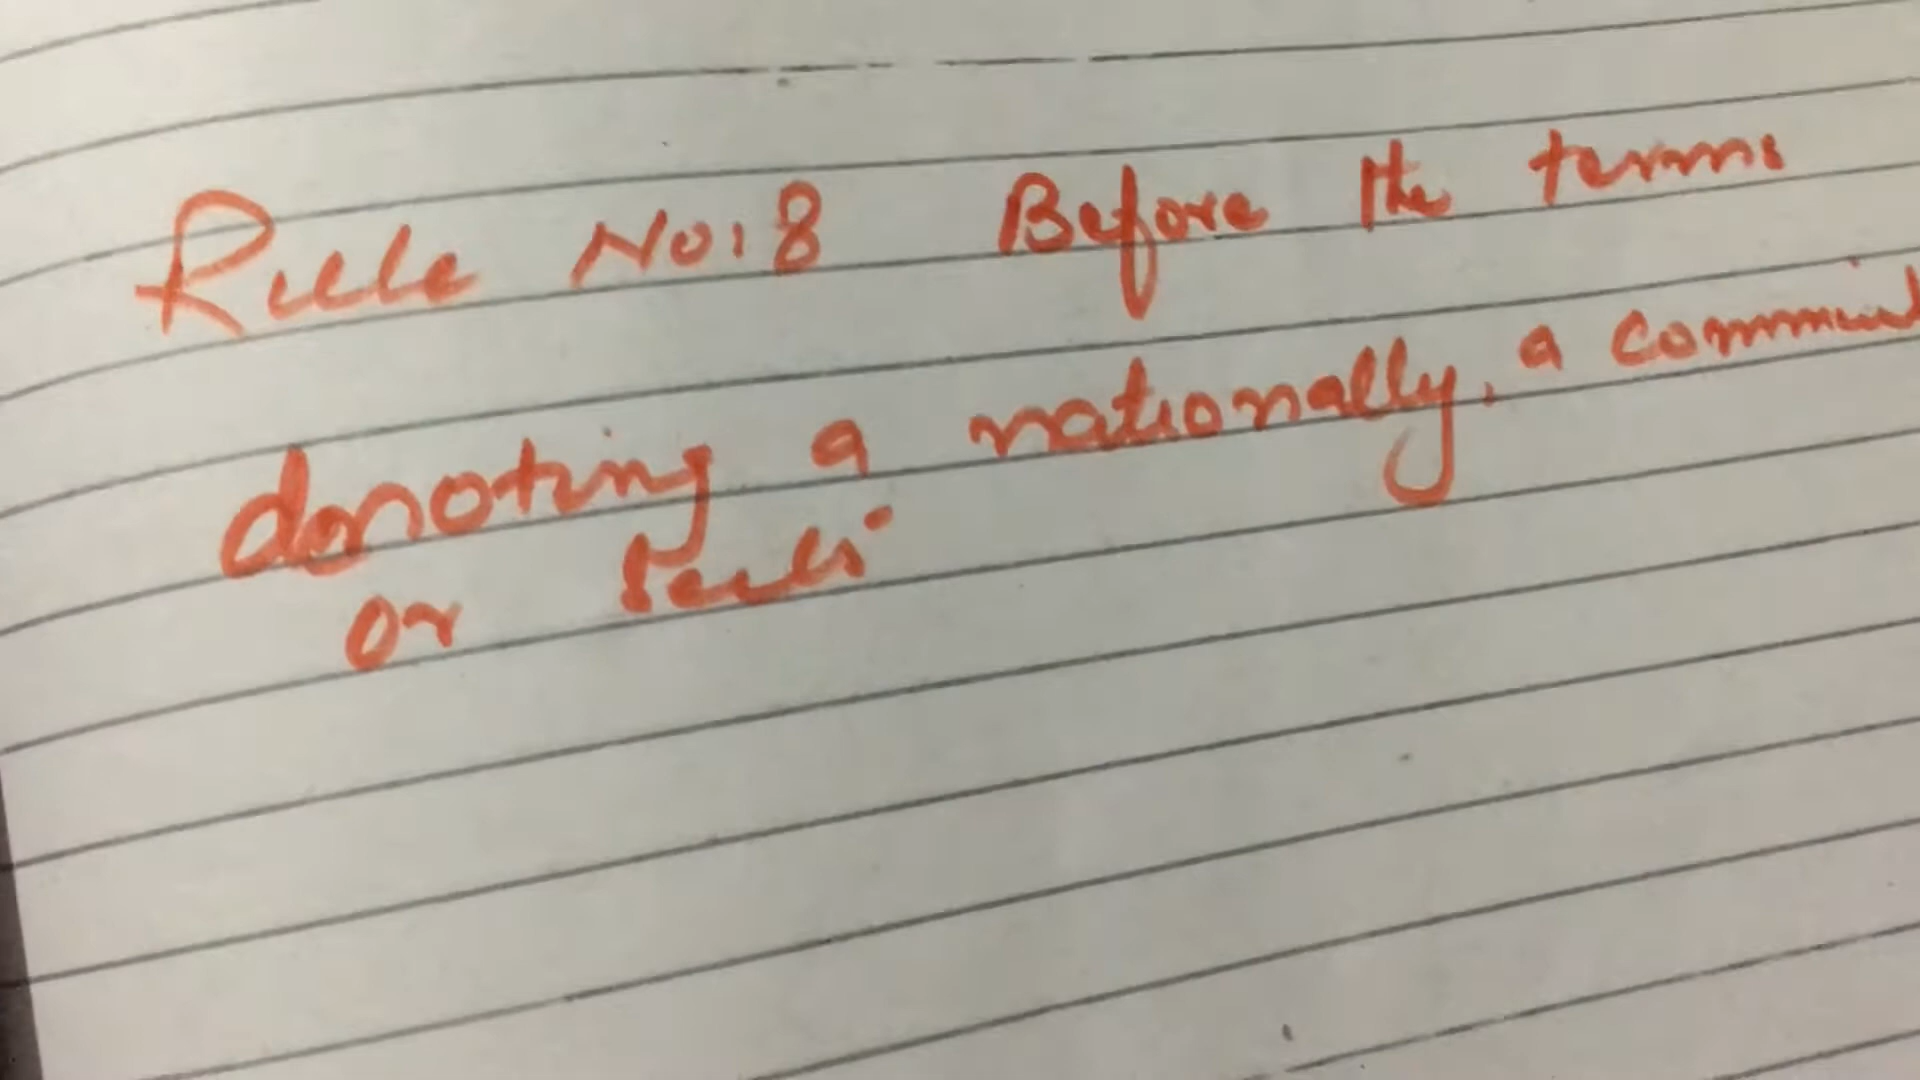 Rule No: 8 Before the terms
denoting a nationally, a
or